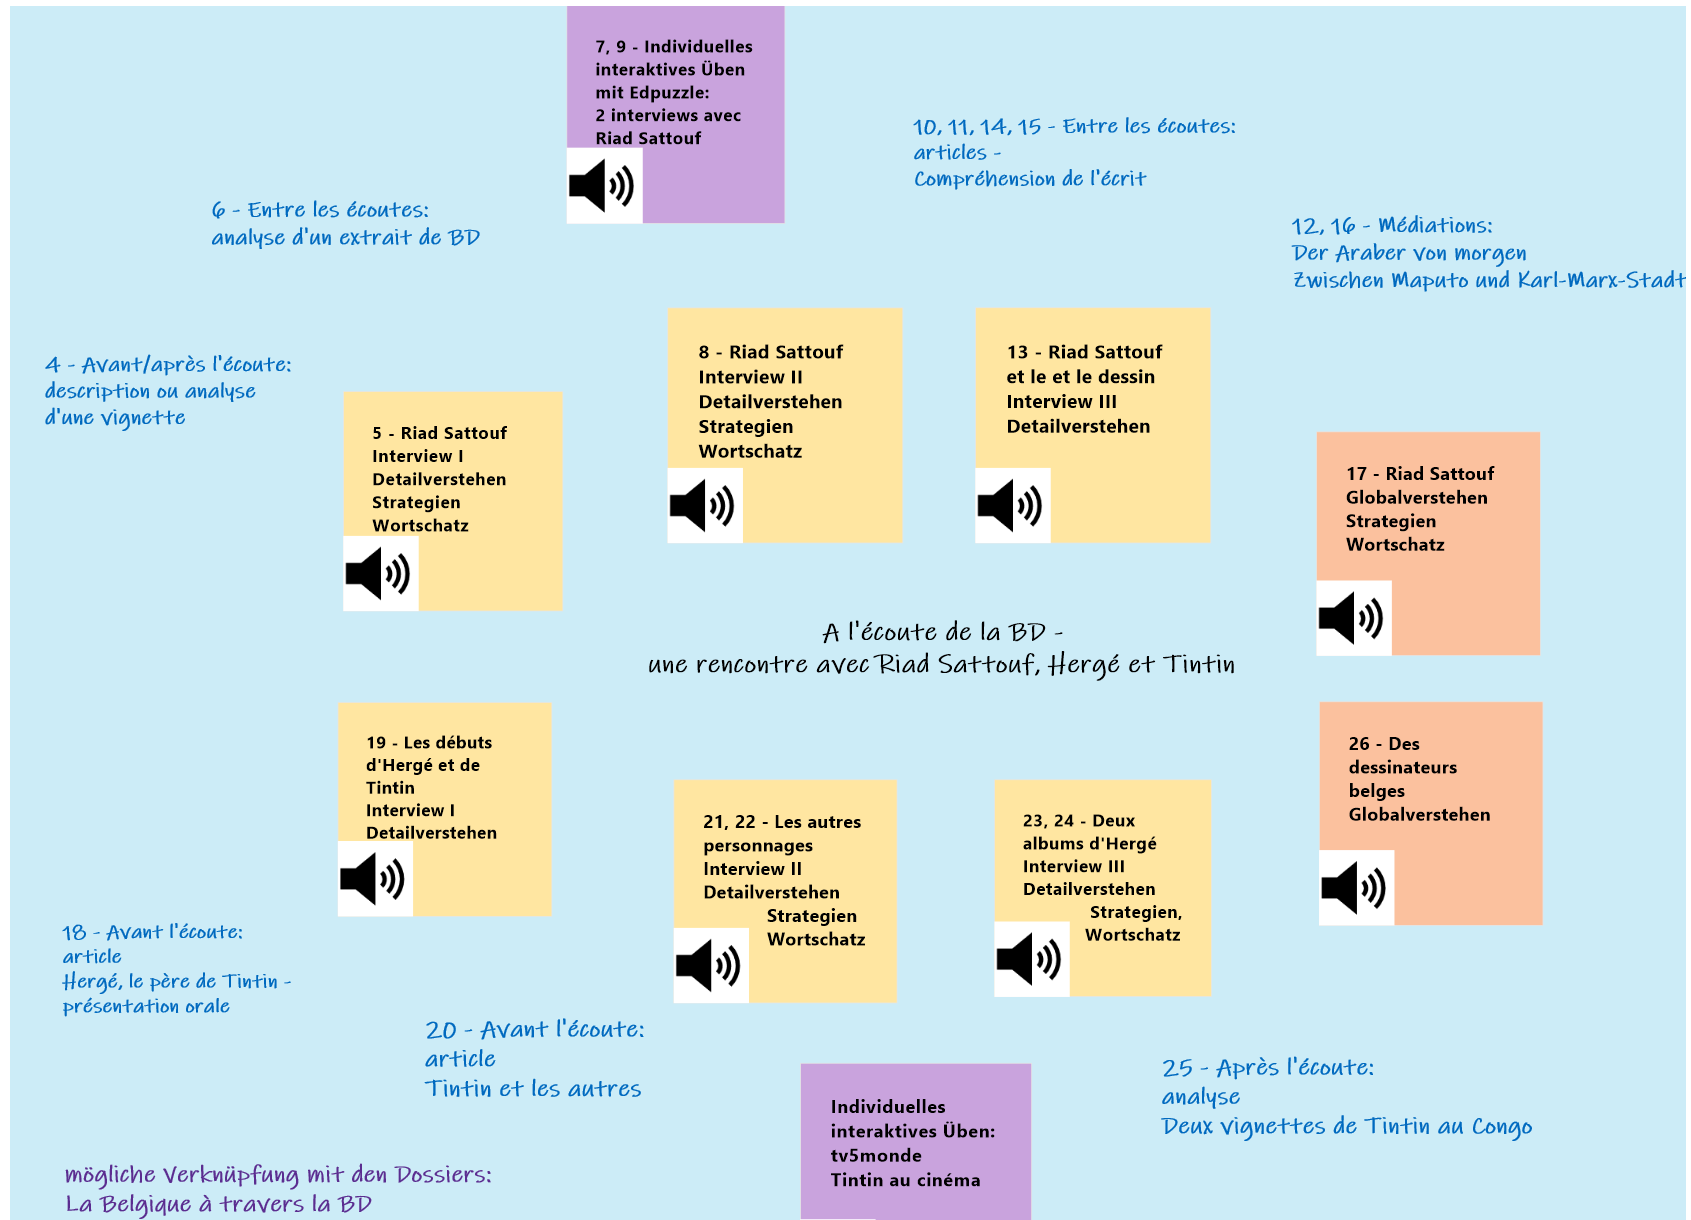 7, 9 - Individuelles
interaktives Üben
mit Edpuzzle:
2 interviews avec
Riad Sattouf
10, 11, 14, 15 - Entre les écoutes:
articles -
Compréhension de l'écrit
6 - Entre les écoutes:
analyse d'un extrait de BD
12, 16 - Médiations:
Der Araber von morgen
Zwischen Maputo und Karl-Marx-Stadt
4 - Avant/après l'écoute:
description ou analyse
d'une vignette
5 - Riad Sattouf
Interview I
Detailverstehen
Strategien
Wortschatz
8 - Riad Sattouf
Interview II
Detailverstehen
Strategien
Wortschatz
13 - Riad Sattouf
et le et le dessin
Interview III
Detailverstehen
17 - Riad Sattouf
Globalverstehen
Strategien
Wortschatz
A l'écoute de la BD -
une rencontre avec Riad Sattouf, Hergé et Tintin
19 - Les débuts
d'Hergé et de
Tintin
Interview I
Detailverstehen
21, 22 - Les autres
personnages
Interview II
Detailverstehen
Strategien
Wortschatz
23, 24 - Deux
albums d'Hergé
Interview III
Detailverstehen
Strategien,
Wortschatz
26 - Des
dessinateurs
belges
Globalverstehen
18 - Avant l'écoute:
article
Hergé, le père de Tintin -
présentation orale
20 - Avant l'écoute:
article
Tintin et les autres
25 - Après l'écoute:
analyse
Deux vignettes de Tintin au Congo
Individuelles
interaktives Üben:
tv5monde
Tintin au cinéma
mögliche Verknüpfung mit den Dossiers:
La Belgique à travers la BD